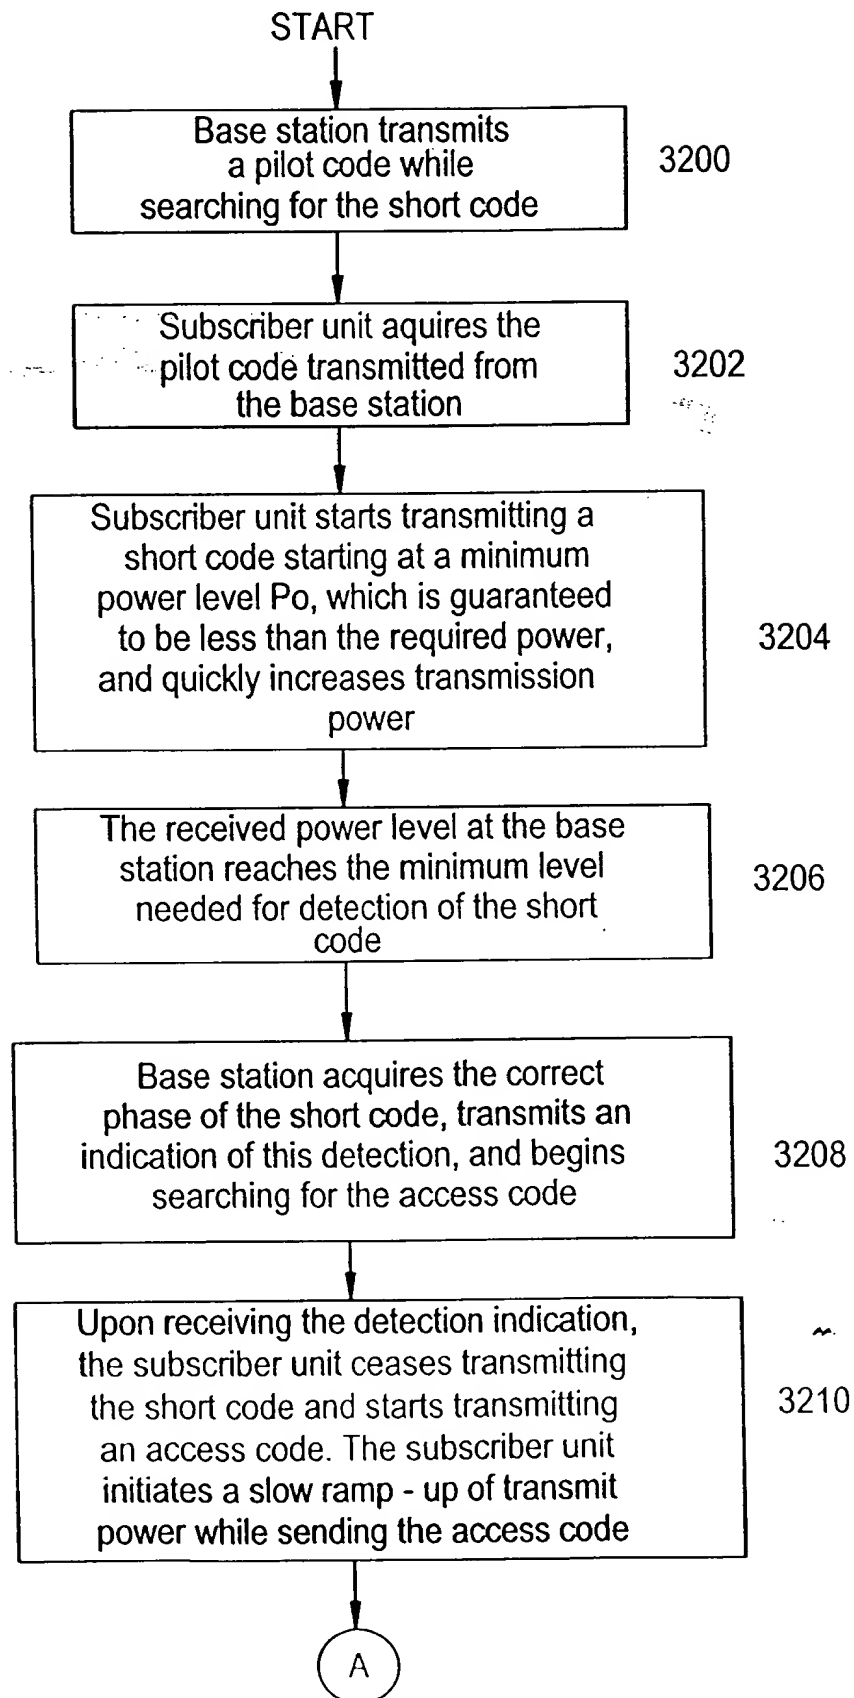 START
Base station transmits
a pilot code while
searching for the short code
3200
Subscriber unit aquires the
pilot code transmitted from
the base station
3202
Subscriber unit starts transmitting a
short code starting at a minimum
power level Po, which is guaranteed
to be less than the required power,
and quickly increases transmission
power
3204
The received power level at the base
station reaches the minimum level
needed for detection of the short
code
3206
Base station acquires the correct
phase of the short code, transmits an
indication of this detection, and begins
searching for the access code
3208
Upon receiving the detection indication,
the subscriber unit ceases transmitting
the short code and starts transmitting
an access code. The subscriber unit
initiates a slow ramp - up of transmit
power while sending the access code
3210
A